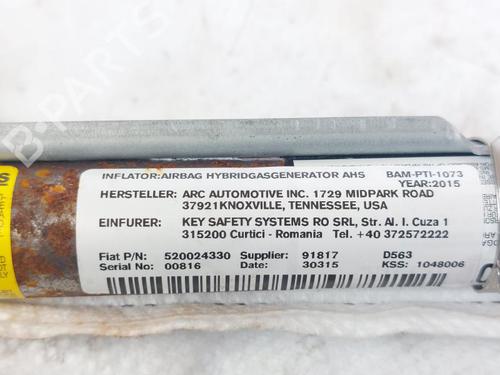 B-PARTS
INFLATOR:AIRBAG HYBRIDGASGENERATOR AHS BAM-PTI-1073
YEAR:2015
HERSTELLER: ARC AUTOMOTIVE INC. 1729 MIDPARK ROAD
37921KNOXVILLE, TENNESSEE, USA
EINFURER: KEY SAFETY SYSTEMS RO SRL, Str. Al. I. Cuza 1
315200 Curtici - Romania Tel. +40 372572222
Fiat P/N: 520024330 Supplier: 91817 D563
Serial No: 00816 Date: 30315 KSS: 1048006